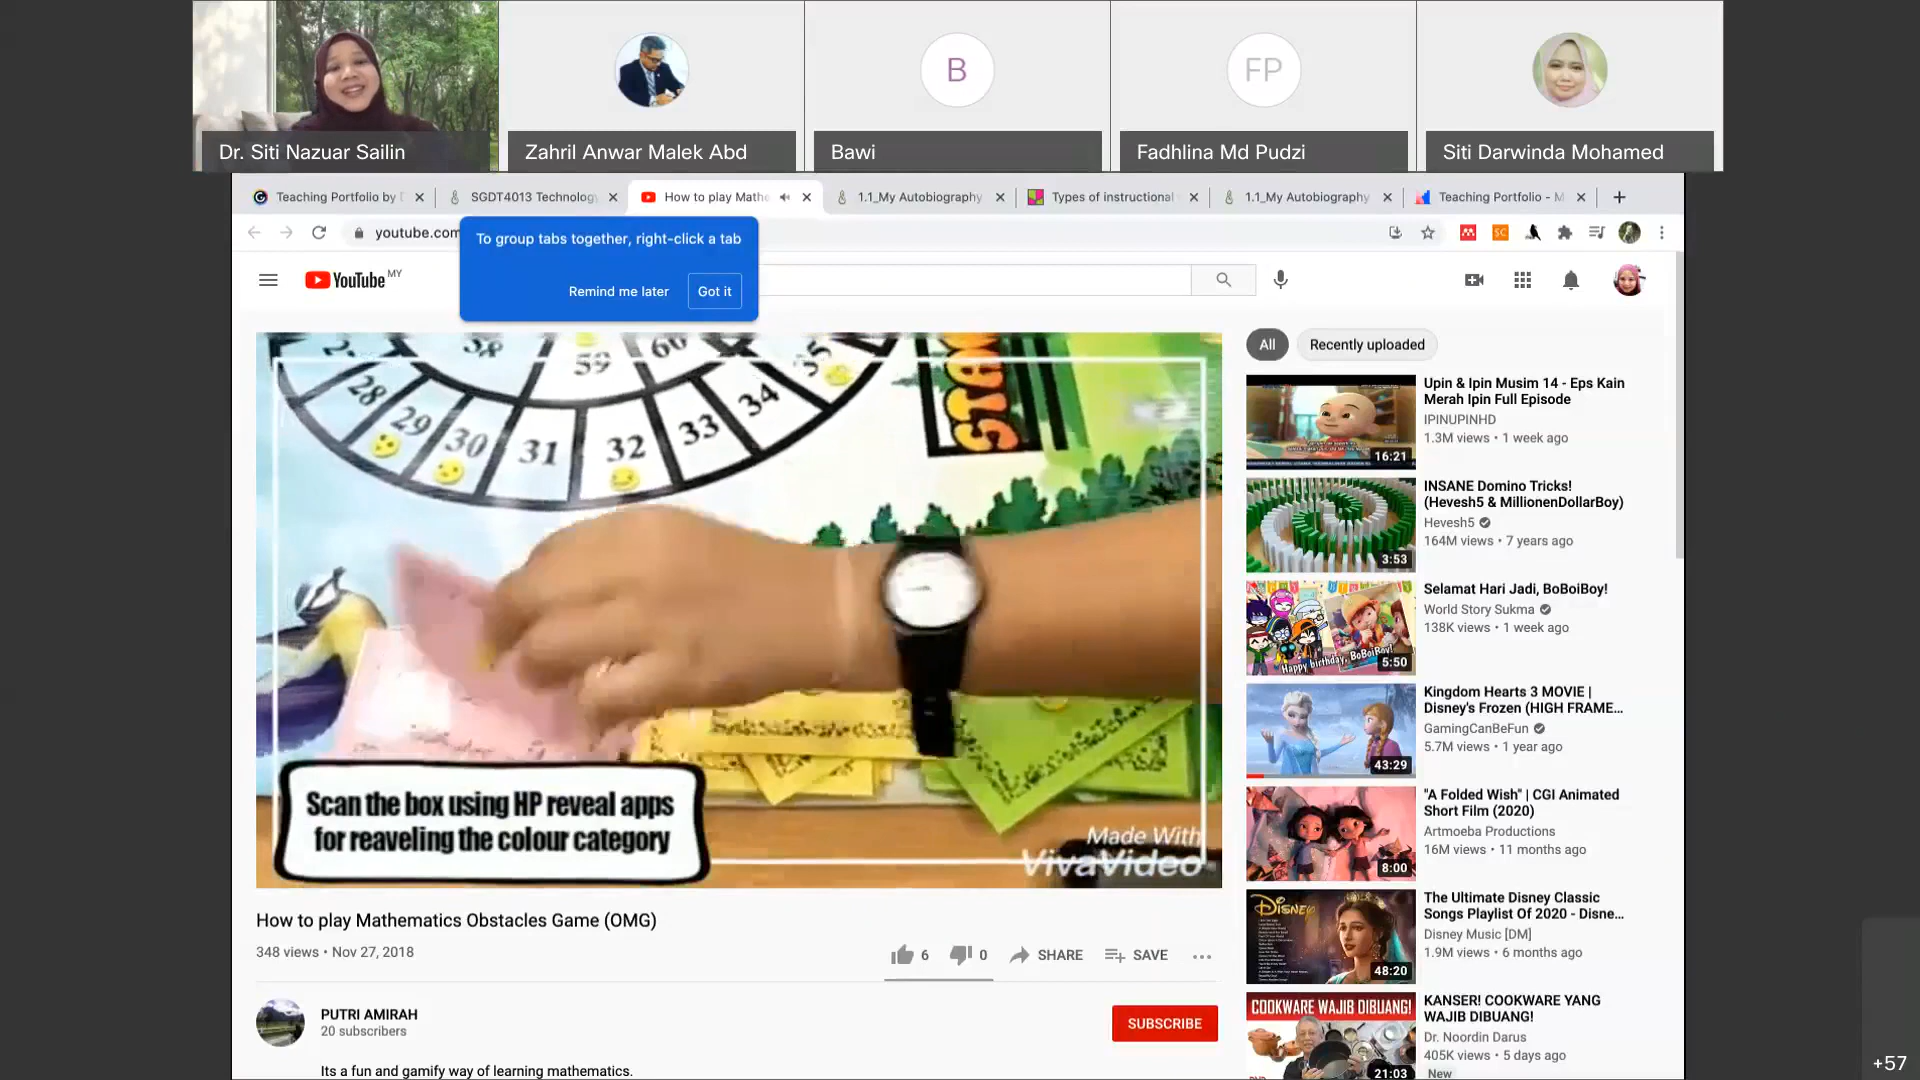 Dr. Siti Nazuar Sailin
Zahril Anwar Malek Abd
B
Bawi
FP
Fadhlina Md Pudzi
Siti Darwinda Mohamed
Teaching Portfolio by
SGDT4013 Technology
How to play Mathe
1.1_My Autobiography
Types of instructional
1.1_My Autobiography
Teaching Portfolio - M
youtube.com
To group tabs together, right-click a tab
Remind me later
Got it
YouTube MY
58 59 60
28 29 30 31 32 33 34 35
Scan the box using HP reveal apps
for reaveling the colour category
Made With
VivaVideo
How to play Mathematics Obstacles Game (OMG)
348 views • Nov 27, 2018
6
0
SHARE
SAVE
PUTRI AMIRAH
20 subscribers
SUBSCRIBE
Its a fun and gamify way of learning mathematics.
All
Recently uploaded
16:21
Upin & Ipin Musim 14 - Eps Kain
Merah Ipin Full Episode
IPINUPINHD
1.3M views • 1 week ago
3:53
INSANE Domino Tricks!
(Hevesh5 & MillionenDollarBoy)
Hevesh5
164M views • 7 years ago
Happy birthday, BoBoiBoy!
5:50
Selamat Hari Jadi, BoBoiBoy!
World Story Sukma
138K views • 1 week ago
43:29
Kingdom Hearts 3 MOVIE |
Disney's Frozen (HIGH FRAME...
GamingCanBeFun
5.7M views • 1 year ago
8:00
"A Folded Wish" | CGI Animated
Short Film (2020)
Artmoeba Productions
16M views • 11 months ago
DISNEY
48:20
The Ultimate Disney Classic
Songs Playlist Of 2020 - Disne...
Disney Music [DM]
1.9M views • 6 months ago
COOKWARE WAJIB DIBUANG!
21:03
KANSER! COOKWARE YANG
WAJIB DIBUANG!
Dr. Noordin Darus
405K views • 5 days ago
New
+57